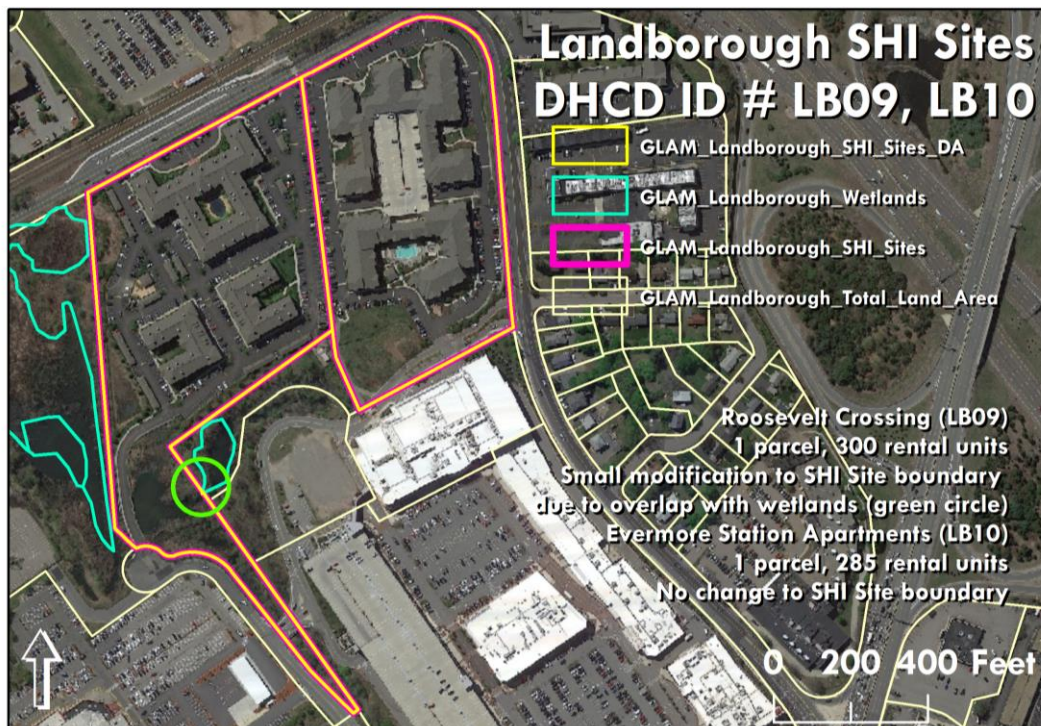 Landborough SHI Sites
DHCD ID # LB09, LB10
GLAM_Landborough_SHI_Sites_DA
GLAM_Landborough_Wetlands
GLAM_Landborough_SHI_Sites
GLAM_Landborough_Total_Land_Area
Roosevelt Crossing (LB09)
1 parcel, 300 rental units
Small modification to SHI Site boundary
due to overlap with wetlands (green circle)
Evermore Station Apartments (LB10)
1 parcel, 285 rental units
No change to SHI Site boundary
0 200 400 Feet